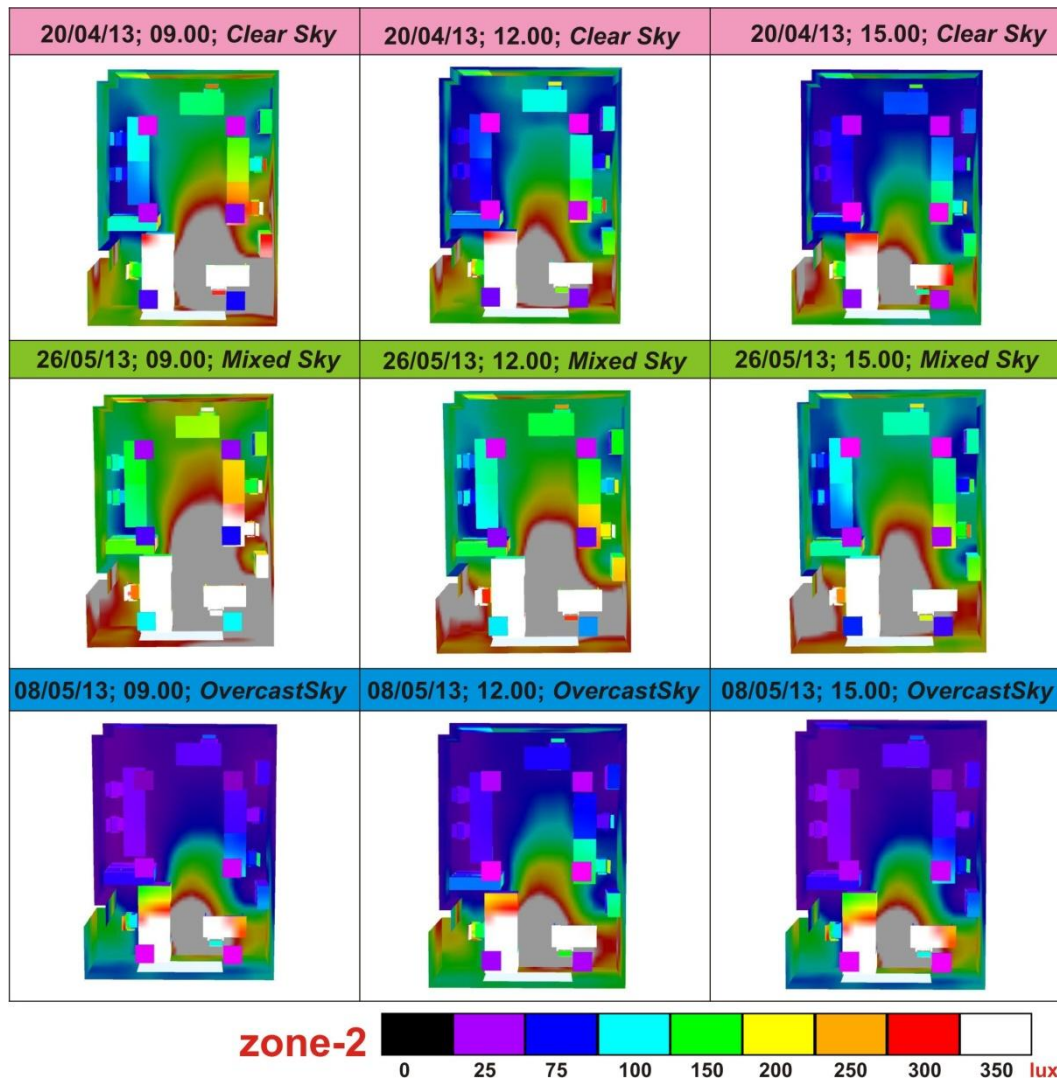 20/04/13; 09.00; Clear Sky
20/04/13; 12.00; Clear Sky
20/04/13; 15.00; Clear Sky
26/05/13; 09.00; Mixed Sky
26/05/13; 12.00; Mixed Sky
26/05/13; 15.00; Mixed Sky
08/05/13; 09.00; OvercastSky
08/05/13; 12.00; OvercastSky
08/05/13; 15.00; OvercastSky
zone-2
0 25 75 100 150 200 250 300 350 lux